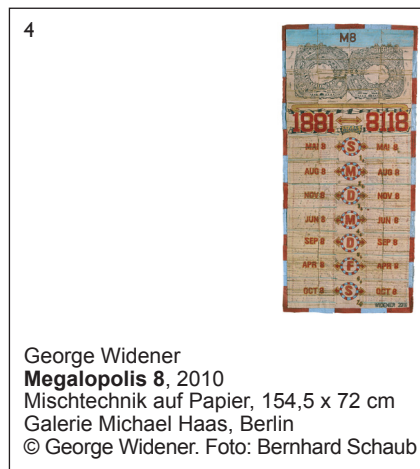 4
M8
1881 8118
MAI 8 S MAI 8
AUG 8 M AUG 8
NOV 8 D NOV 8
JUN 8 M JUN 8
SEP 8 D SEP 8
APR 8 F APR 8
OCT 8 S OCT 8
WIDENER 2010
George Widener
Megalopolis 8, 2010
Mischtechnik auf Papier, 154,5 x 72 cm
Galerie Michael Haas, Berlin
© George Widener. Foto: Bernhard Schaub